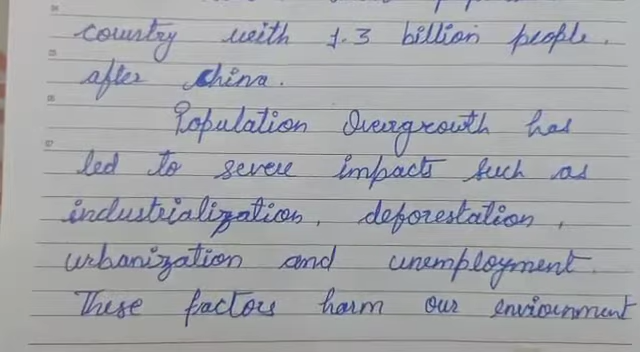 country with 1.3 billion people.
after china.
Population Overgrowth has
led to severe impacts such as
industrialization, deforestation,
urbanization and unemployment.
These factors harm our environment